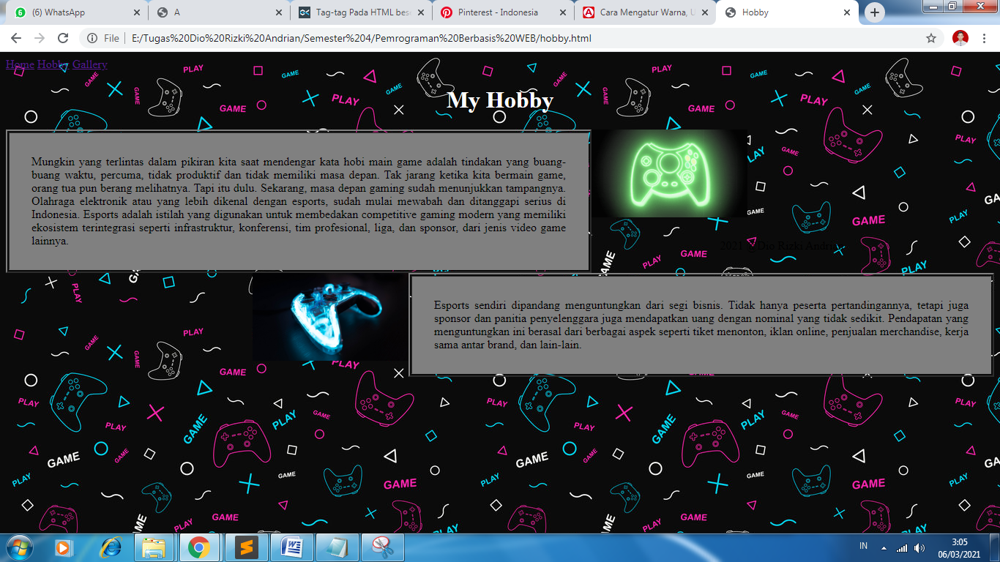 (6) WhatsApp
A
Tag-tag Pada HTML bes
Pinterest - Indonesia
Cara Mengatur Warna, U
Hobby
File
E:/Tugas%20Dio%20Rizki%20Andrian/Semester%204/Pemrograman%20Berbasis%20WEB/hobby.html
Home Hobby Gallery
My Hobby
Mungkin yang terlintas dalam pikiran kita saat mendengar kata hobi main game adalah tindakan yang buang-
buang waktu, percuma, tidak produktif dan tidak memiliki masa depan. Tak jarang ketika kita bermain game,
orang tua pun berang melihatnya. Tapi itu dulu. Sekarang, masa depan gaming sudah menunjukkan tampangnya.
Olahraga elektronik atau yang lebih dikenal dengan esports, sudah mulai mewabah dan ditanggapi serius di
Indonesia. Esports adalah istilah yang digunakan untuk membedakan competitive gaming modern yang memiliki
ekosistem terintegrasi seperti infrastruktur, konferensi, tim profesional, liga, dan sponsor, dari jenis video game
lainnya.
2021 Dio Rizki Andrian
Esports sendiri dipandang menguntungkan dari segi bisnis. Tidak hanya peserta pertandingannya, tetapi juga
sponsor dan panitia penyelenggara juga mendapatkan uang dengan nominal yang tidak sedikit. Pendapatan yang
menguntungkan ini berasal dari berbagai aspek seperti tiket menonton, iklan online, penjualan merchandise, kerja
sama antar brand, dan lain-lain.
PLAY
GAME
IN
3:05
06/03/2021